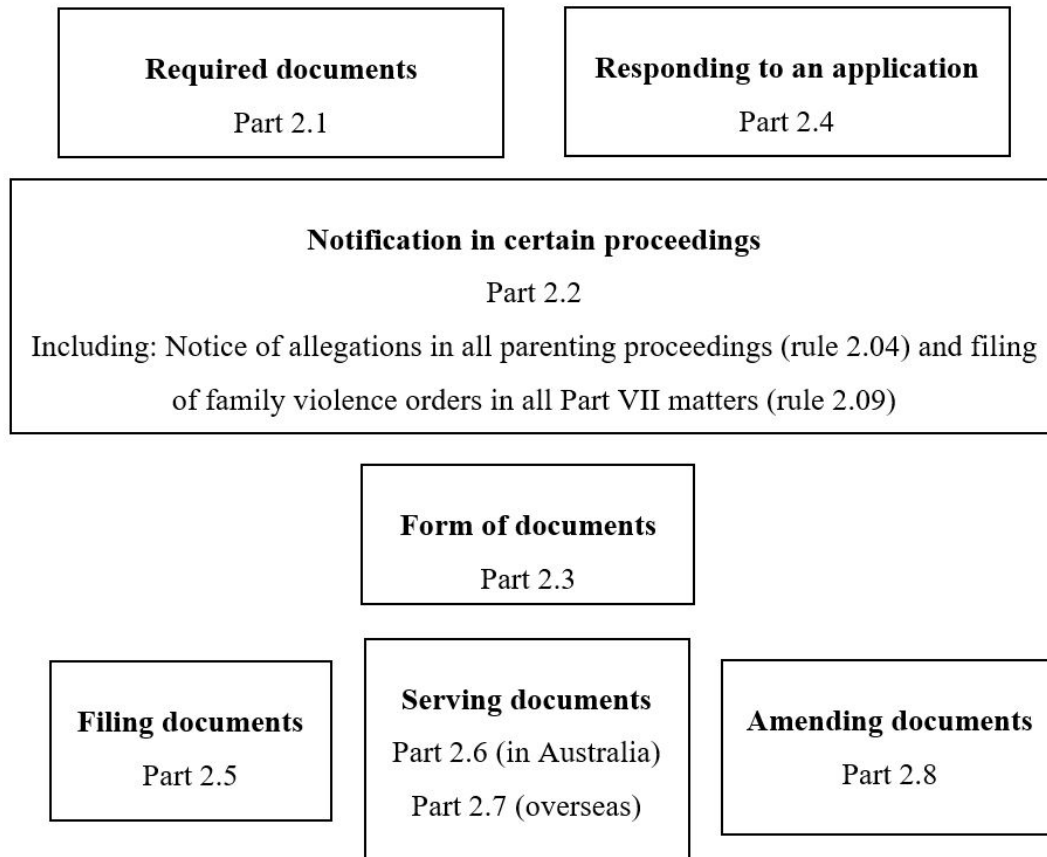 Required documents
Part 2.1
Responding to an application
Part 2.4
Notification in certain proceedings
Part 2.2
Including: Notice of allegations in all parenting proceedings (rule 2.04) and filing
of family violence orders in all Part VII matters (rule 2.09)
Form of documents
Part 2.3
Filing documents
Part 2.5
Serving documents
Part 2.6 (in Australia)
Part 2.7 (overseas)
Amending documents
Part 2.8